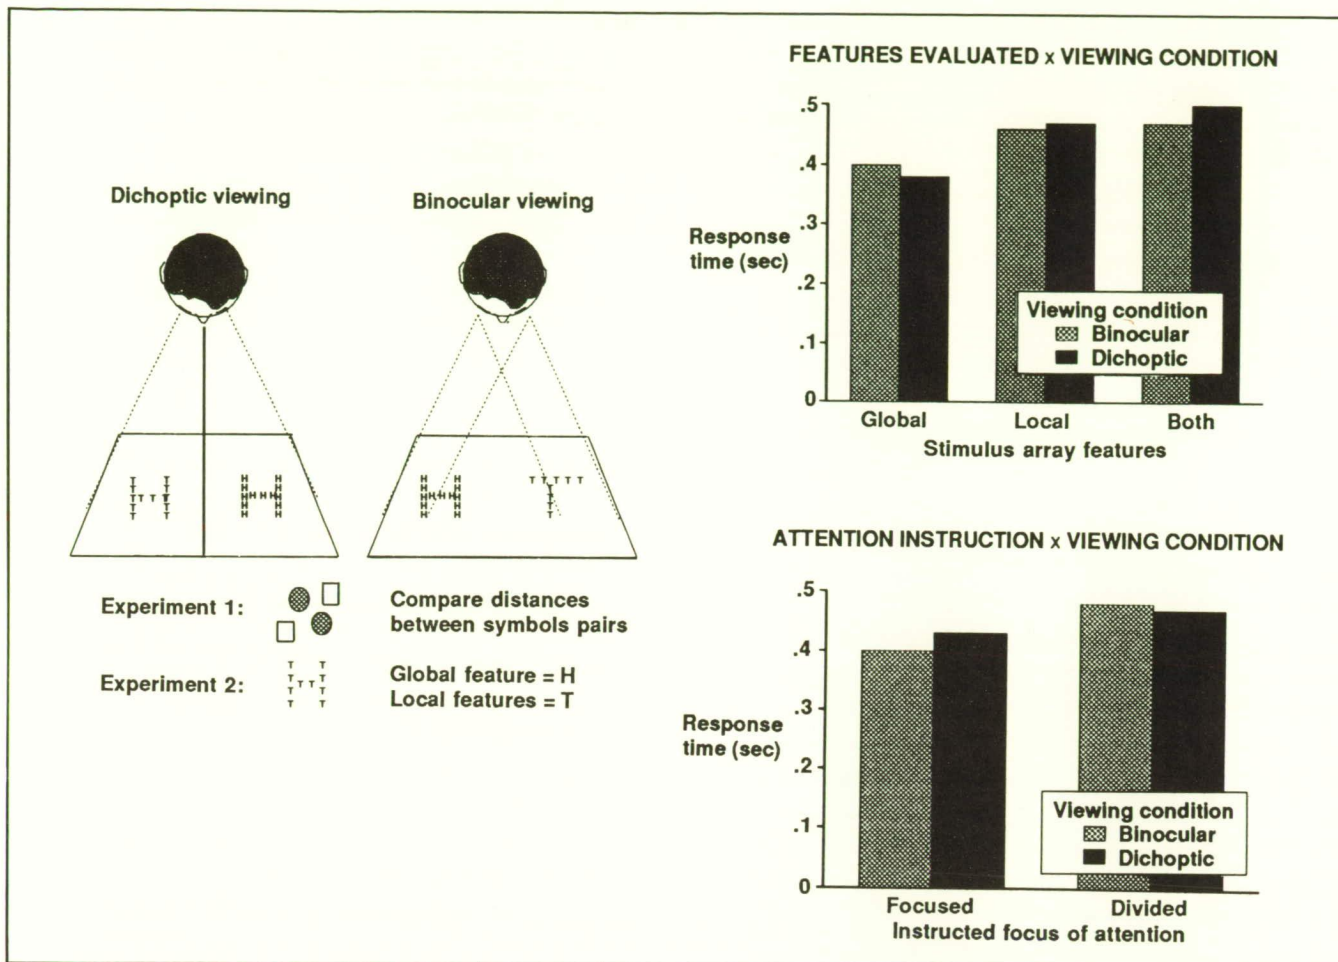 Dichoptic viewing
Binocular viewing
T T
T T
T T T T
T T
T T
H H
H H
H H H H
H H
H H
H H
H H
H H H H
H H
H H
T T T T T
T
T
T
T
Experiment 1:
Compare distances
between symbols pairs
Experiment 2:
T T
T T
T T T T
T T
T T
Global feature = H
Local features = T
FEATURES EVALUATED x VIEWING CONDITION
Response
time (sec)
.5
.4
.3
.2
.1
0
Viewing condition
Binocular
Dichoptic
Global Local Both
Stimulus array features
ATTENTION INSTRUCTION x VIEWING CONDITION
Response
time (sec)
.5
.4
.3
.2
.1
0
Viewing condition
Binocular
Dichoptic
Focused Divided
Instructed focus of attention